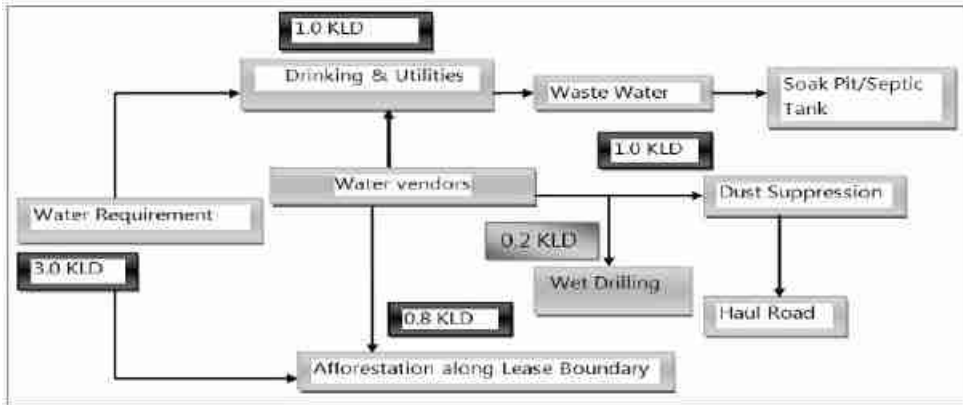 1.0 KLD
Drinking & Utilities
Waste Water
Soak Pit/Septic
Tank
1.0 KLD
Water vendors
Dust Suppression
Water Requirement
0.2 KLD
3.0 KLD
Wet Drilling
0.8 KLD
Haul Road
Afforestation along Lease Boundary